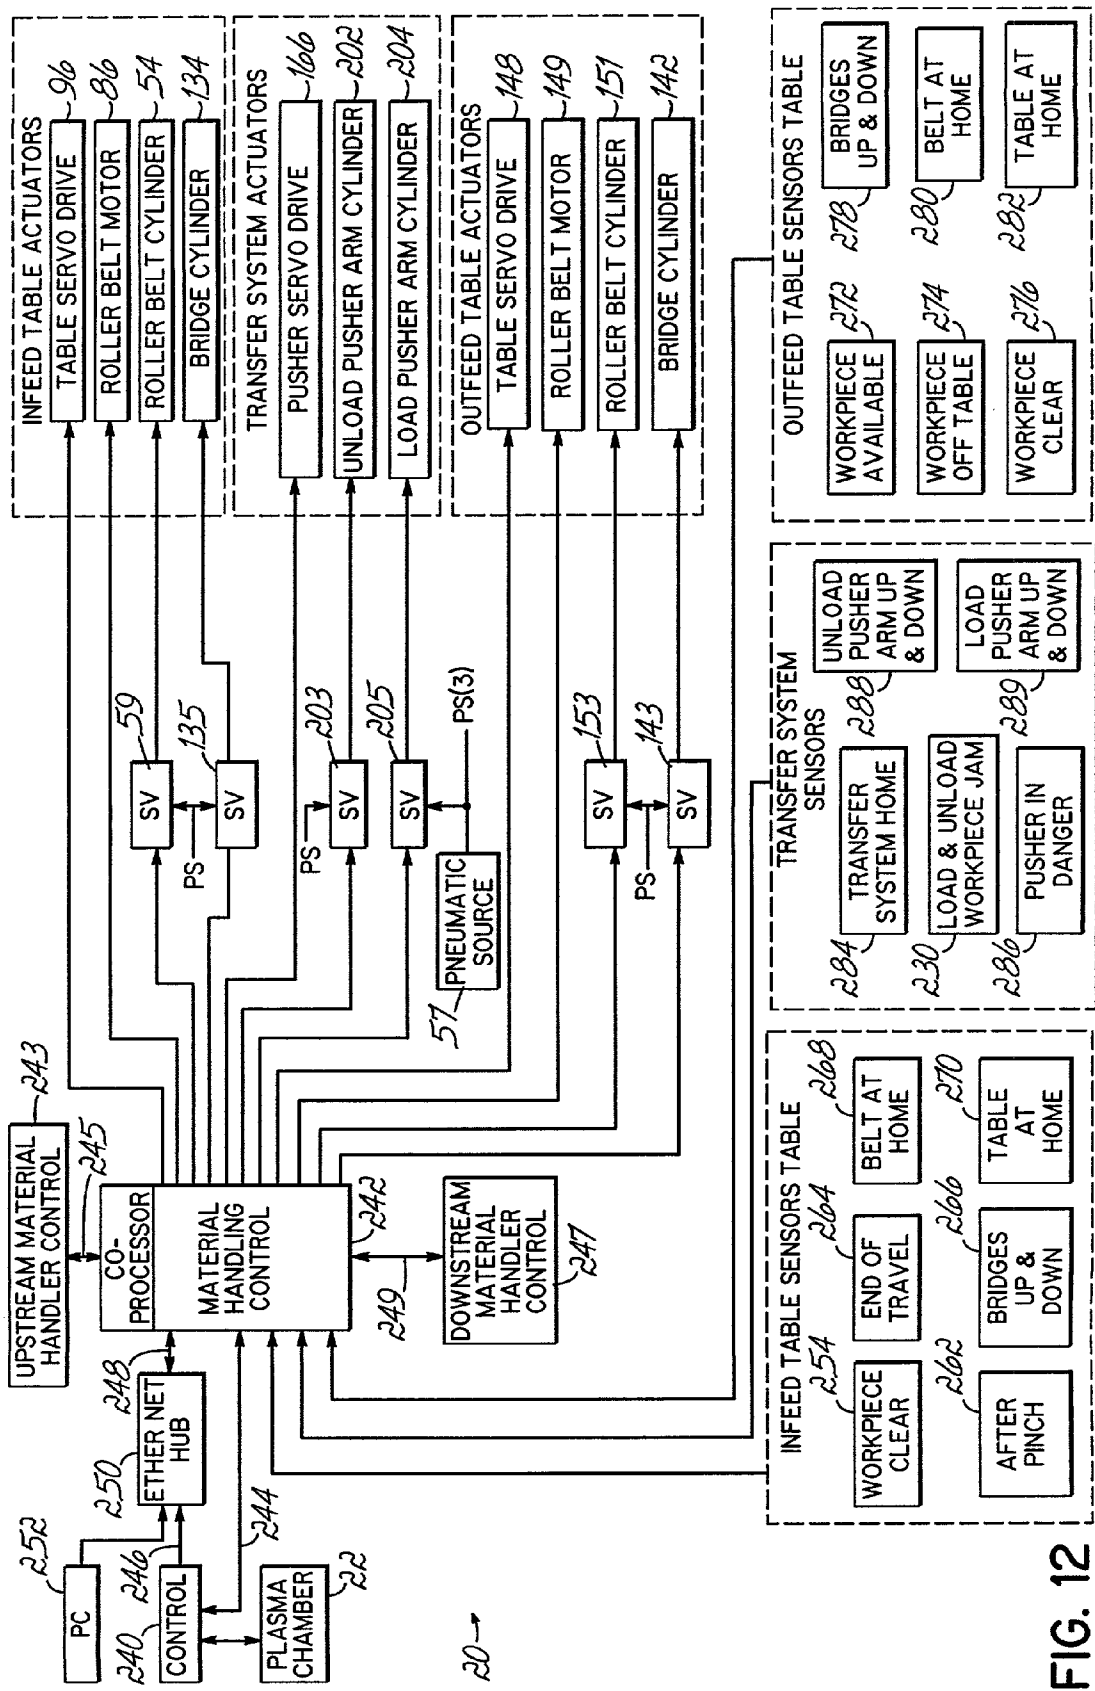 PC
252
CONTROL
240
246
PLASMA
CHAMBER
22
20
ETHER NET
HUB
250
248
244
UPSTREAM MATERIAL
HANDLER CONTROL
243
245
CO-
PROCESSOR
MATERIAL
HANDLING
CONTROL
242
249
DOWNSTREAM
MATERIAL
HANDLER
CONTROL
247
SV
59
PS
SV
135
PS
SV
203
SV
205
PNEUMATIC
SOURCE
57
PS(3)
SV
153
PS
SV
143
INFEED TABLE ACTUATORS
TABLE SERVO DRIVE
96
ROLLER BELT MOTOR
86
ROLLER BELT CYLINDER
54
BRIDGE CYLINDER
134
TRANSFER SYSTEM ACTUATORS
PUSHER SERVO DRIVE
166
UNLOAD PUSHER ARM CYLINDER
202
LOAD PUSHER ARM CYLINDER
204
OUTFEED TABLE ACTUATORS
TABLE SERVO DRIVE
148
ROLLER BELT MOTOR
149
ROLLER BELT CYLINDER
151
BRIDGE CYLINDER
142
INFEED TABLE SENSORS TABLE
254
WORKPIECE
CLEAR
264
END OF
TRAVEL
268
BELT AT
HOME
262
AFTER
PINCH
266
BRIDGES
UP &
DOWN
270
TABLE
AT
HOME
TRANSFER SYSTEM
SENSORS
284
TRANSFER
SYSTEM HOME
230
LOAD & UNLOAD
WORKPIECE JAM
286
PUSHER IN
DANGER
288
UNLOAD
PUSHER
ARM UP
& DOWN
289
LOAD
PUSHER
ARM UP
& DOWN
OUTFEED TABLE SENSORS TABLE
272
WORKPIECE
AVAILABLE
274
WORKPIECE
OFF TABLE
276
WORKPIECE
CLEAR
278
BRIDGES
UP & DOWN
280
BELT AT
HOME
282
TABLE AT
HOME
FIG. 12